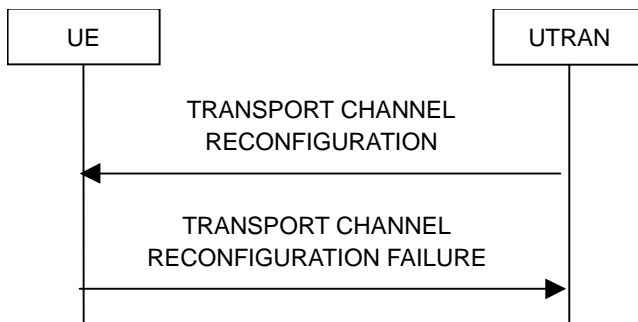 UE
UTRAN
TRANSPORT CHANNEL
RECONFIGURATION
TRANSPORT CHANNEL
RECONFIGURATION FAILURE